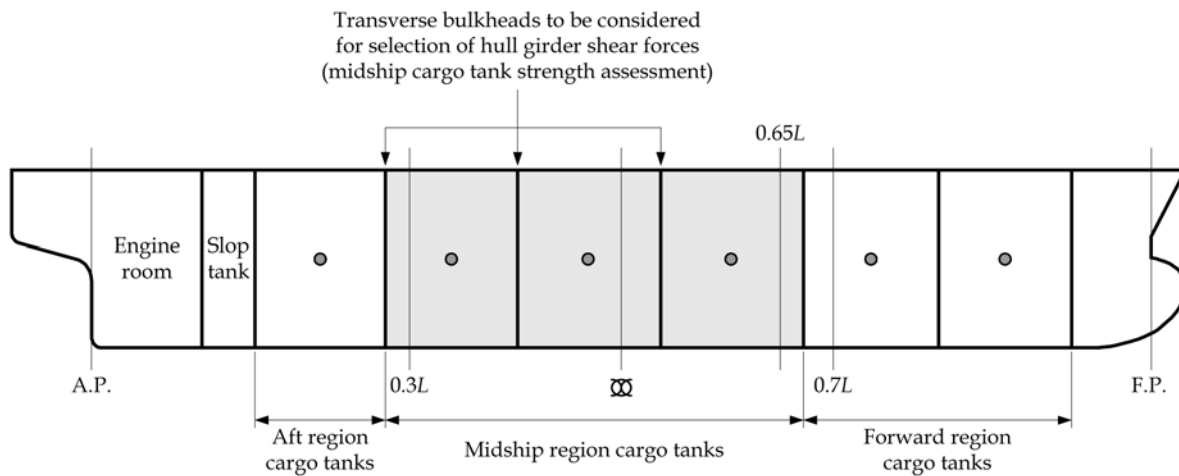 Transverse bulkheads to be considered
for selection of hull girder shear forces
(midship cargo tank strength assessment)
0.65L
Engine
room
Slop
tank
A.P.
0.3L
0.7L
F.P.
Aft region
cargo tanks
Midship region cargo tanks
Forward region
cargo tanks